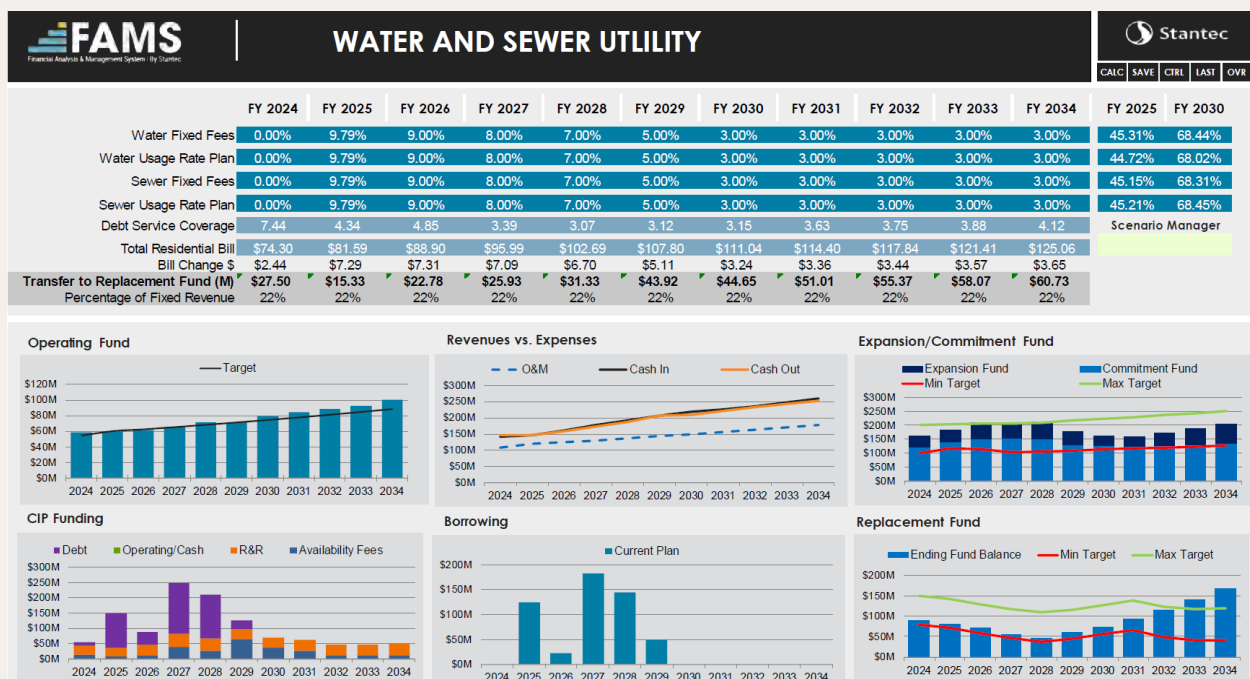 FAMS
Financial Analysis & Management System | By Stantec
WATER AND SEWER UTLILITY
Stantec
CALC SAVE CTRL LAST OVR
FY 2024 FY 2025 FY 2026 FY 2027 FY 2028 FY 2029 FY 2030 FY 2031 FY 2032 FY 2033 FY 2034 FY 2025 FY 2030
Water Fixed Fees 0.00% 9.79% 9.00% 8.00% 7.00% 5.00% 3.00% 3.00% 3.00% 3.00% 3.00% 45.31% 68.44%
Water Usage Rate Plan 0.00% 9.79% 9.00% 8.00% 7.00% 5.00% 3.00% 3.00% 3.00% 3.00% 3.00% 44.72% 68.02%
Sewer Fixed Fees 0.00% 9.79% 9.00% 8.00% 7.00% 5.00% 3.00% 3.00% 3.00% 3.00% 3.00% 45.15% 68.31%
Sewer Usage Rate Plan 0.00% 9.79% 9.00% 8.00% 7.00% 5.00% 3.00% 3.00% 3.00% 3.00% 3.00% 45.21% 68.45%
Debt Service Coverage 7.44 4.34 4.85 3.39 3.07 3.12 3.15 3.63 3.75 3.88 4.12 Scenario Manager
Total Residential Bill $74.30 $81.59 $88.90 $95.99 $102.69 $107.80 $111.04 $114.40 $117.84 $121.41 $125.06
Bill Change $ $2.44 $7.29 $7.31 $7.09 $6.70 $5.11 $3.24 $3.36 $3.44 $3.57 $3.65
Transfer to Replacement Fund (M) $27.50 $15.33 $22.78 $25.93 $31.33 $43.92 $44.65 $51.01 $55.37 $58.07 $60.73
Percentage of Fixed Revenue 22% 22% 22% 22% 22% 22% 22% 22% 22% 22% 22%
Operating Fund
Target
$120M
$100M
$80M
$60M
$40M
$20M
$0M
2024 2025 2026 2027 2028 2029 2030 2031 2032 2033 2034
Revenues vs. Expenses
O&M Cash In Cash Out
$300M
$250M
$200M
$150M
$100M
$50M
$0M
2024 2025 2026 2027 2028 2029 2030 2031 2032 2033 2034
Expansion/Commitment Fund
Expansion Fund Commitment Fund
Min Target Max Target
$300M
$250M
$200M
$150M
$100M
$50M
$0M
2024 2025 2026 2027 2028 2029 2030 2031 2032 2033 2034
CIP Funding
Debt Operating/Cash R&R Availability Fees
$300M
$250M
$200M
$150M
$100M
$50M
$0M
2024 2025 2026 2027 2028 2029 2030 2031 2032 2033 2034
Borrowing
Current Plan
$200M
$150M
$100M
$50M
$0M
2024 2025 2026 2027 2028 2029 2030 2031 2032 2033 2034
Replacement Fund
Ending Fund Balance Min Target Max Target
$200M
$150M
$100M
$50M
$0M
2024 2025 2026 2027 2028 2029 2030 2031 2032 2033 2034